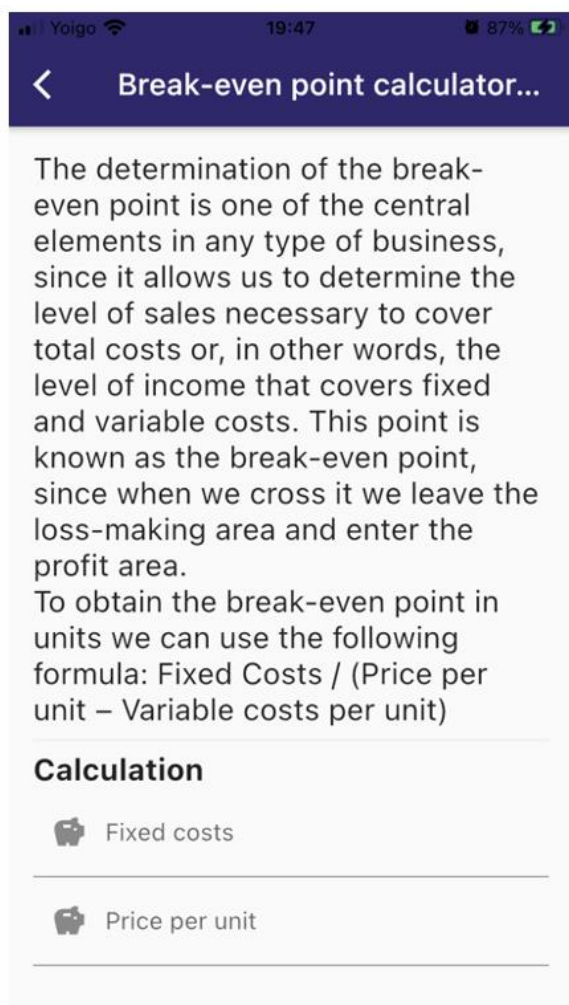 Yoigo 19:47 87%
Break-even point calculator...
The determination of the break-
even point is one of the central
elements in any type of business,
since it allows us to determine the
level of sales necessary to cover
total costs or, in other words, the
level of income that covers fixed
and variable costs. This point is
known as the break-even point,
since when we cross it we leave the
loss-making area and enter the
profit area.
To obtain the break-even point in
units we can use the following
formula: Fixed Costs / (Price per
unit – Variable costs per unit)
Calculation
Fixed costs
Price per unit